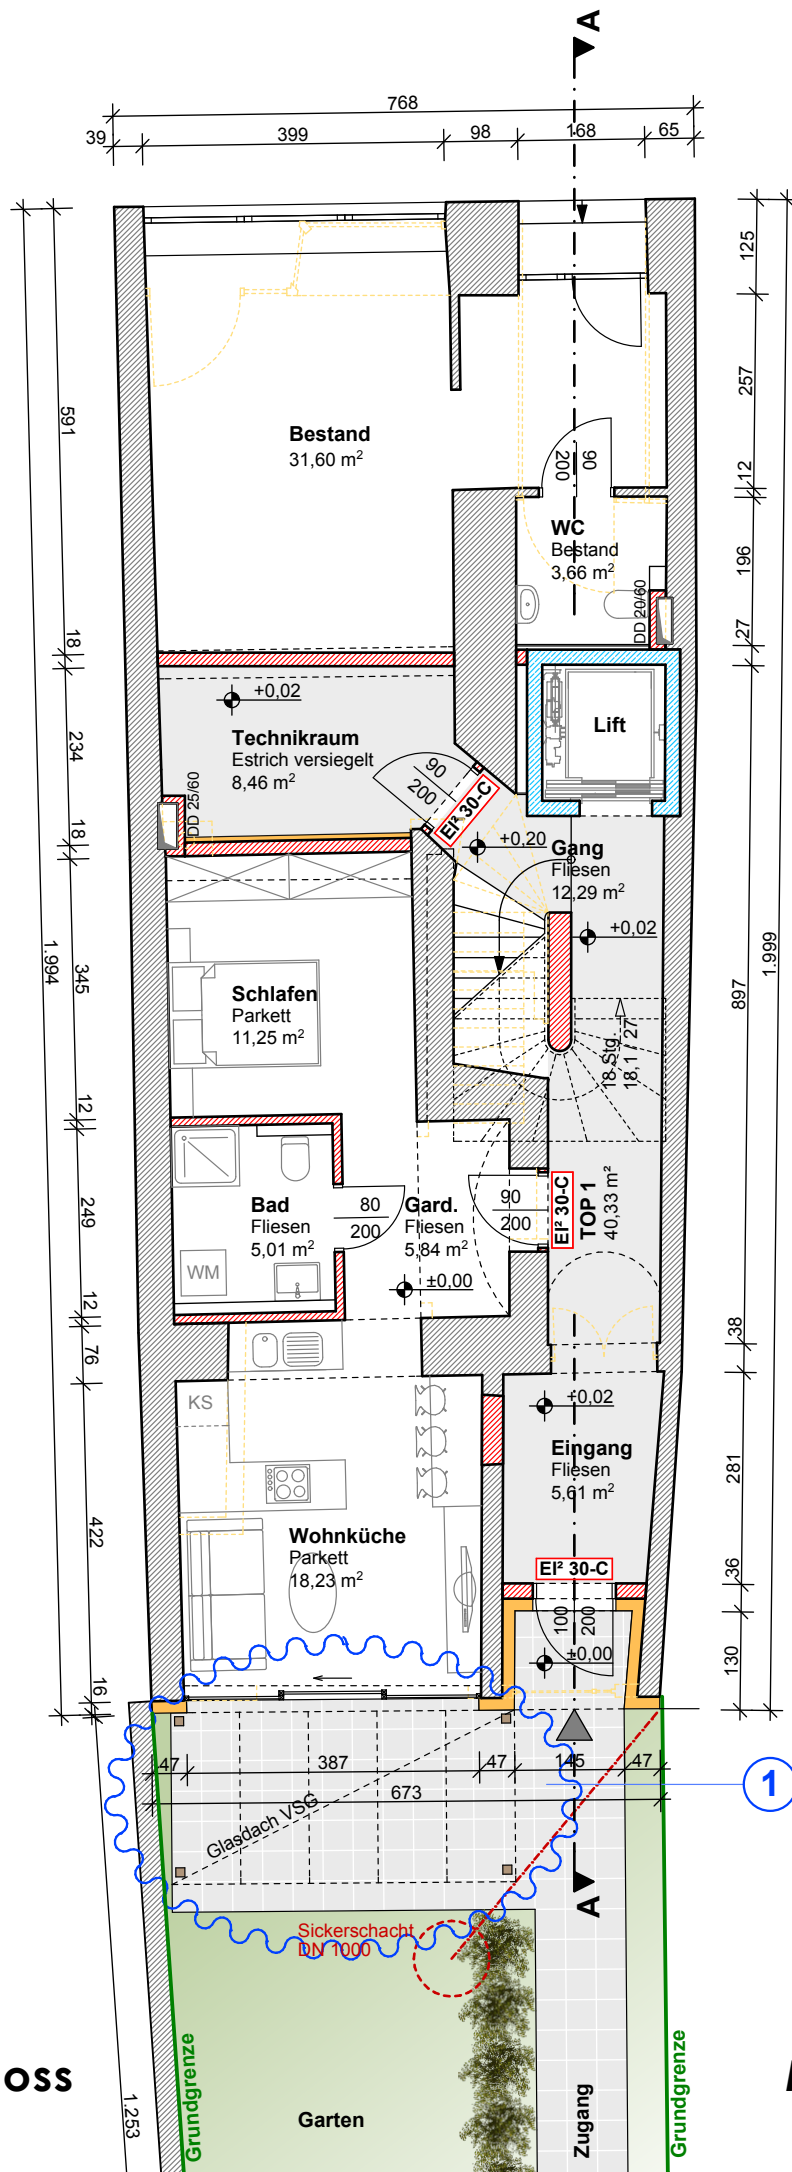 A
768
39
399
98
168
65
125
257
12
196
27
897
1.999
38
281
36
130
591
18
234
18
345
1.994
12
249
12
76
422
16
1.253
Bestand
31,60 m²
90
200
WC
Bestand
3,66 m²
DD 20/60
Lift
+0,02
Technikraum
Estrich versiegelt
8,46 m²
90
200
EI² 30-C
DD 25/60
+0,20
Gang
Fliesen
12,29 m²
+0,02
Schlafen
Parkett
11,25 m²
18 Stg.
18,1 / 27
Bad
Fliesen
5,01 m²
WM
80
200
Gard.
Fliesen
5,84 m²
±0,00
90
200
EI² 30-C
TOP 1
40,33 m²
KS
+0,02
Eingang
Fliesen
5,61 m²
Wohnküche
Parkett
18,23 m²
EI² 30-C
100
200
±0,00
47
387
47
145
47
673
1
Glasdach VSG
A
Sickerschacht
DN 1000
Grundgrenze
Grundgrenze
oss
Garten
Zugang